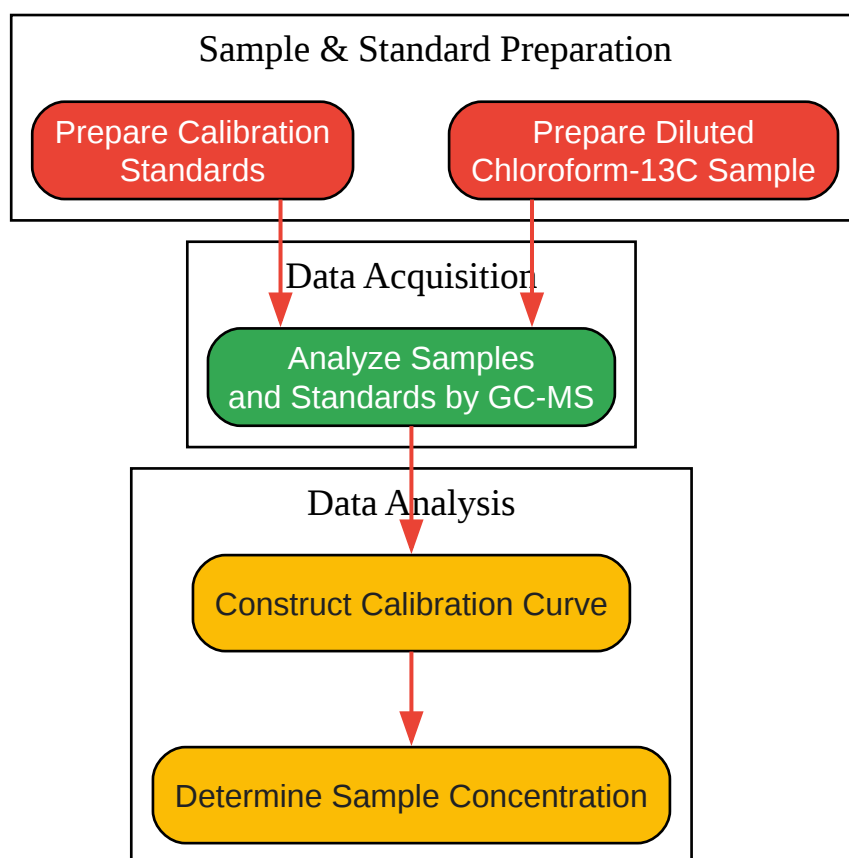 Sample & Standard Preparation
Prepare Calibration
Standards
Prepare Diluted
Chloroform-13C Sample
Data Acquisition
Analyze Samples
and Standards by GC-MS
Data Analysis
Construct Calibration Curve
Determine Sample Concentration